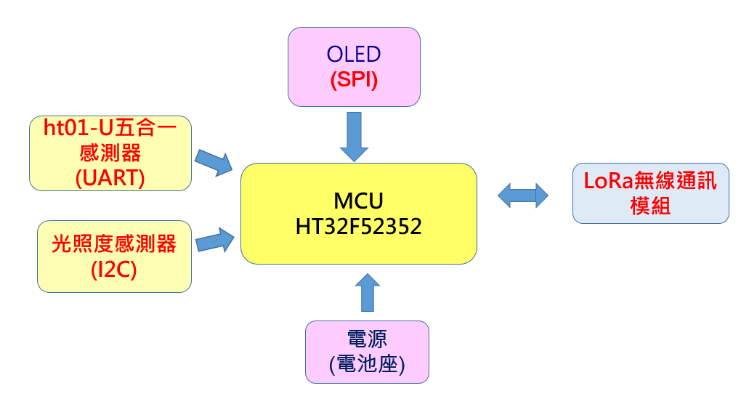 OLED
(SPI)
ht01-U五合一
感測器
(UART)
MCU
HT32F52352
LoRa無線通訊
模組
光照度感測器
(I2C)
電源
(電池座)